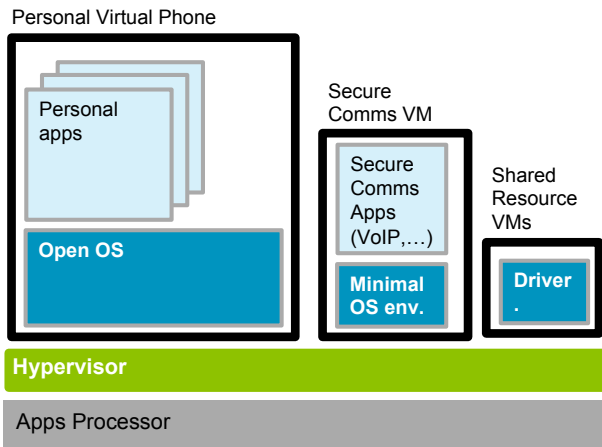 Personal Virtual Phone
Personal
apps
Open OS
Secure
Comms VM
Secure
Comms
Apps
(VoIP,…)
Minimal
OS env.
Shared
Resource
VMs
Driver
.
Hypervisor
Apps Processor